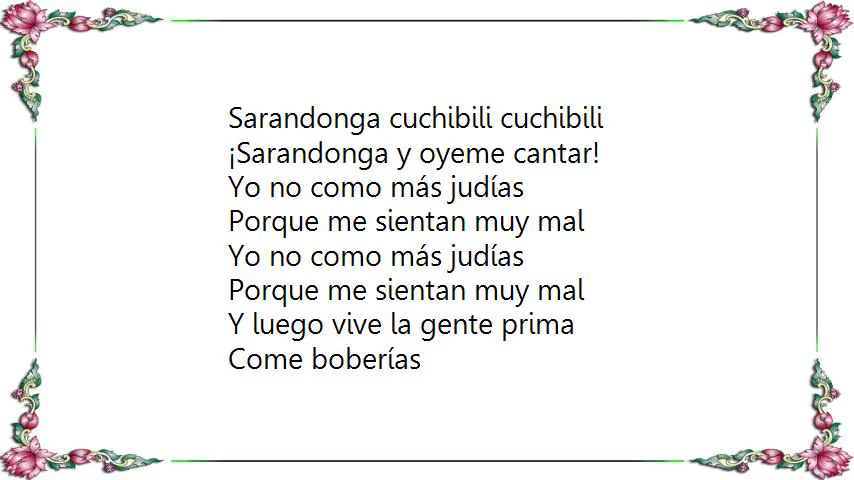 Sarandonga cuchibili cuchibili
¡Sarandonga y oyeme cantar!
Yo no como más judías
Porque me sientan muy mal
Yo no como más judías
Porque me sientan muy mal
Y luego vive la gente prima
Come boberías